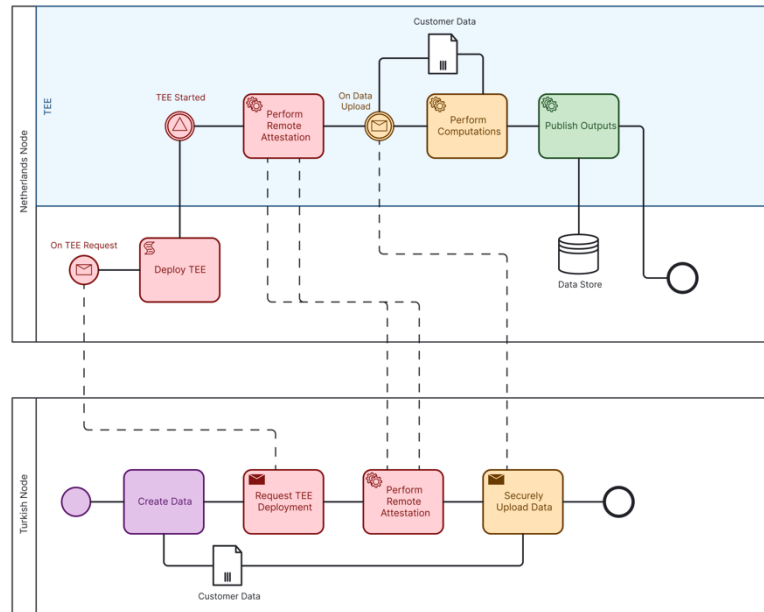 Netherlands Node
TEE
Customer Data
TEE Started
On Data
Upload
Perform
Remote
Attestation
Perform
Computations
Publish Outputs
On TEE Request
Deploy TEE
Data Store
Turkish Node
Create Data
Request TEE
Deployment
Perform
Remote
Attestation
Securely
Upload Data
Customer Data